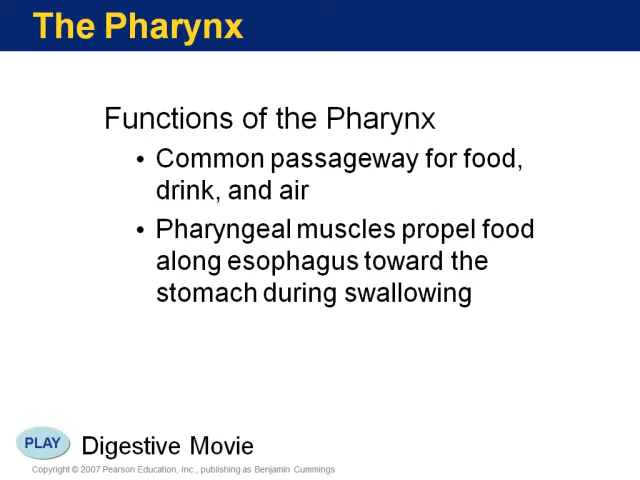 The Pharynx
Functions of the Pharynx
• Common passageway for food,
drink, and air
• Pharyngeal muscles propel food
along esophagus toward the
stomach during swallowing
PLAY Digestive Movie
Copyright © 2007 Pearson Education, Inc., publishing as Benjamin Cummings